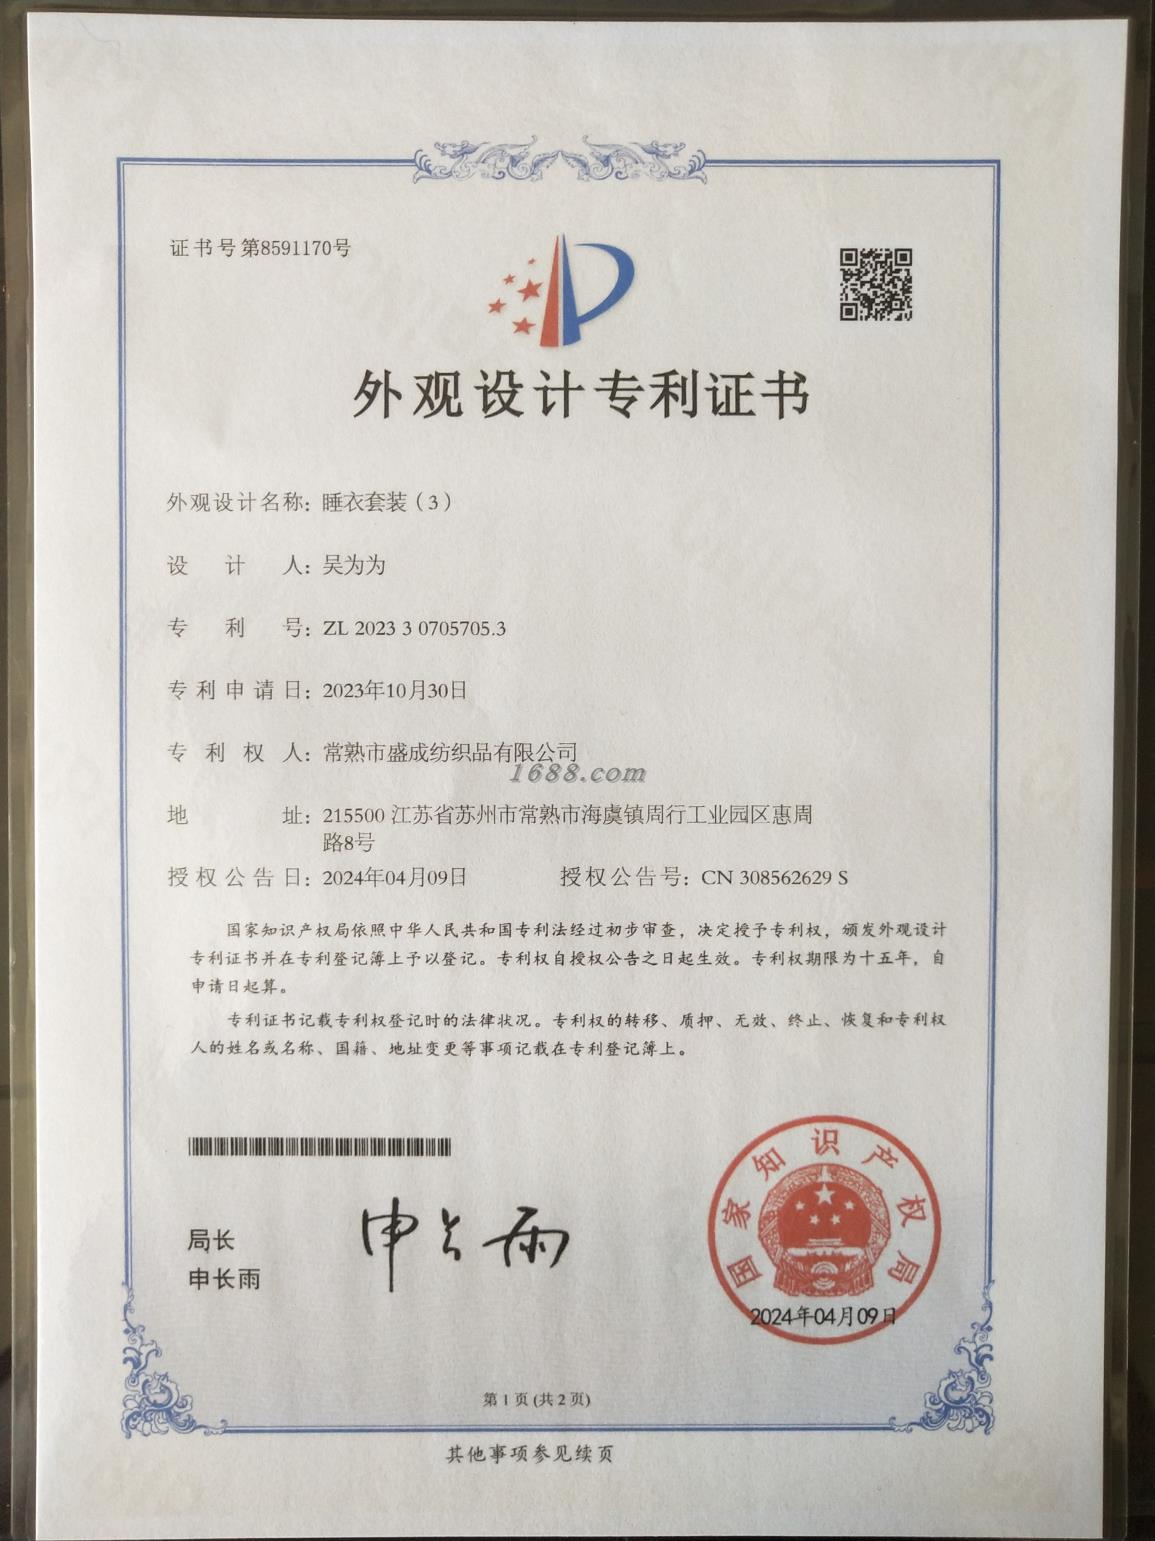 证书号第8591170号
外观设计专利证书
外观设计名称：睡衣套装（3）
设计人：吴为为
专利号：ZL 2023 3 0705705.3
专利申请日：2023年10月30日
专利权人：常熟市盛成纺织品有限公司
1688.com
地址：215500 江苏省苏州市常熟市海虞镇周行工业园区惠周
路8号
授权公告日：2024年04月09日 授权公告号：CN 308562629 S
国家知识产权局依照中华人民共和国专利法经过初步审查，决定授予专利权，颁发外观设计
专利证书并在专利登记簿上予以登记。专利权自授权公告之日起生效。专利权期限为十五年，自
申请日起算。
专利证书记载专利权登记时的法律状况。专利权的转移、质押、无效、终止、恢复和专利权
人的姓名或名称、国籍、地址变更等事项记载在专利登记簿上。
局长
申长雨
申长雨
国家知识产权局
2024年04月09日
第1页(共2页)
其他事项参见续页